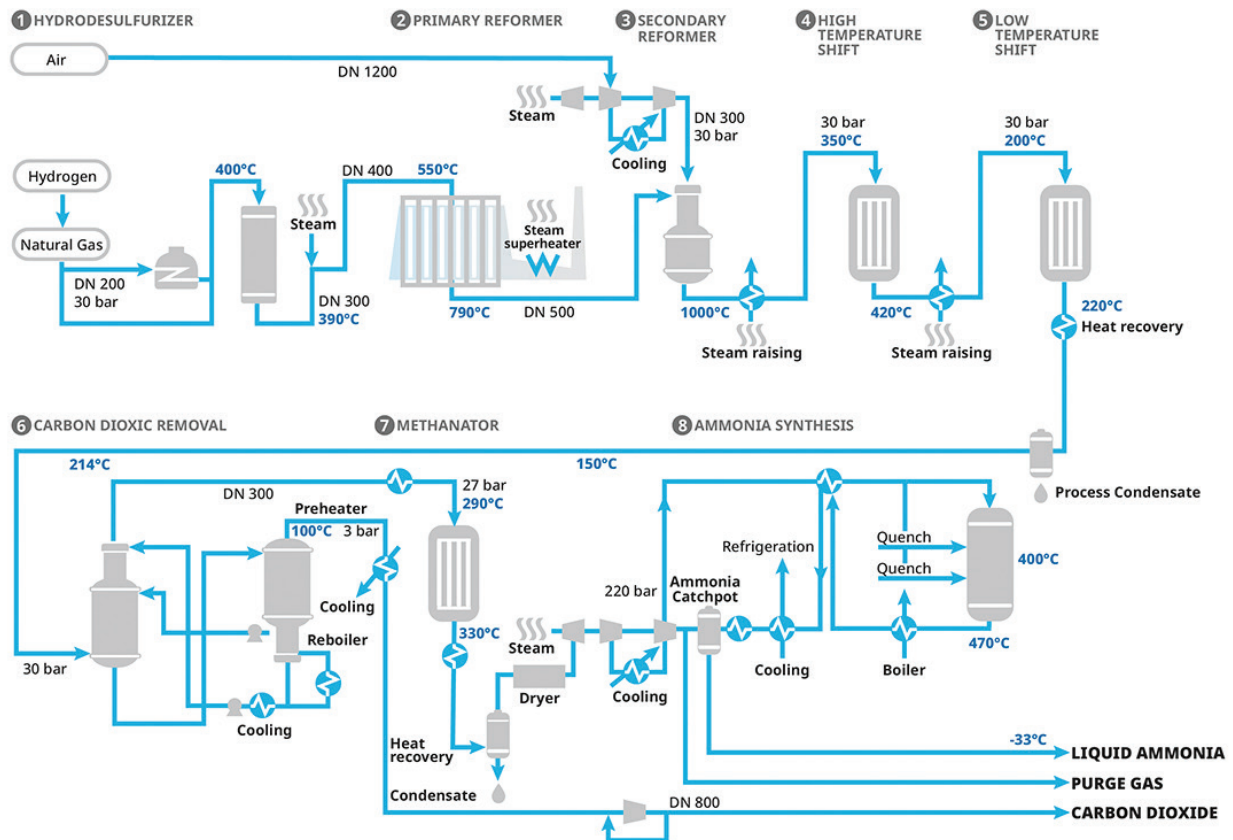 1 HYDRODESULFURIZER
2 PRIMARY REFORMER
3 SECONDARY
REFORMER
4 HIGH
TEMPERATURE
SHIFT
5 LOW
TEMPERATURE
SHIFT
Air
DN 1200
Steam
DN 300
30 bar
Cooling
30 bar
350°C
30 bar
200°C
Hydrogen
Natural Gas
DN 200
30 bar
400°C
Steam
DN 300
390°C
DN 400
550°C
Steam
superheater
790°C
DN 500
1000°C
Steam raising
420°C
Steam raising
220°C
Heat recovery
6 CARBON DIOXIC REMOVAL
7 METHANATOR
8 AMMONIA SYNTHESIS
214°C
150°C
Process Condensate
DN 300
Preheater
100°C
3 bar
27 bar
290°C
Cooling
Reboiler
30 bar
Cooling
330°C
Heat
recovery
Condensate
Steam
Dryer
220 bar
Cooling
Ammonia
Catchpot
Refrigeration
Cooling
Quench
Quench
400°C
470°C
Boiler
-33°C
LIQUID AMMONIA
PURGE GAS
DN 800
CARBON DIOXIDE